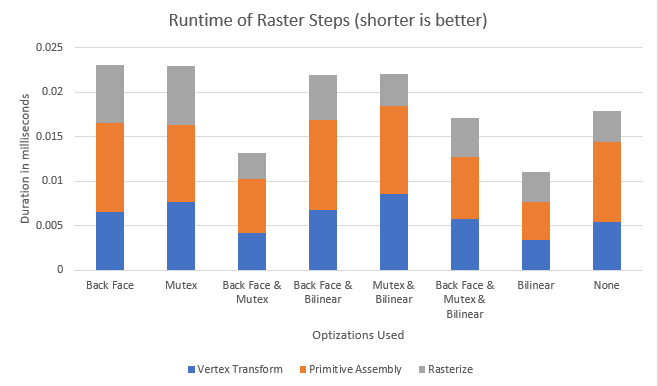 Runtime of Raster Steps (shorter is better)
0.025
0.02
0.015
0.01
0.005
0
Duration in milliseconds
Back Face
Mutex
Back Face &
Mutex
Back Face &
Bilinear
Mutex &
Bilinear
Back Face &
Mutex &
Bilinear
Bilinear
None
Optizations Used
Vertex Transform
Primitive Assembly
Rasterize